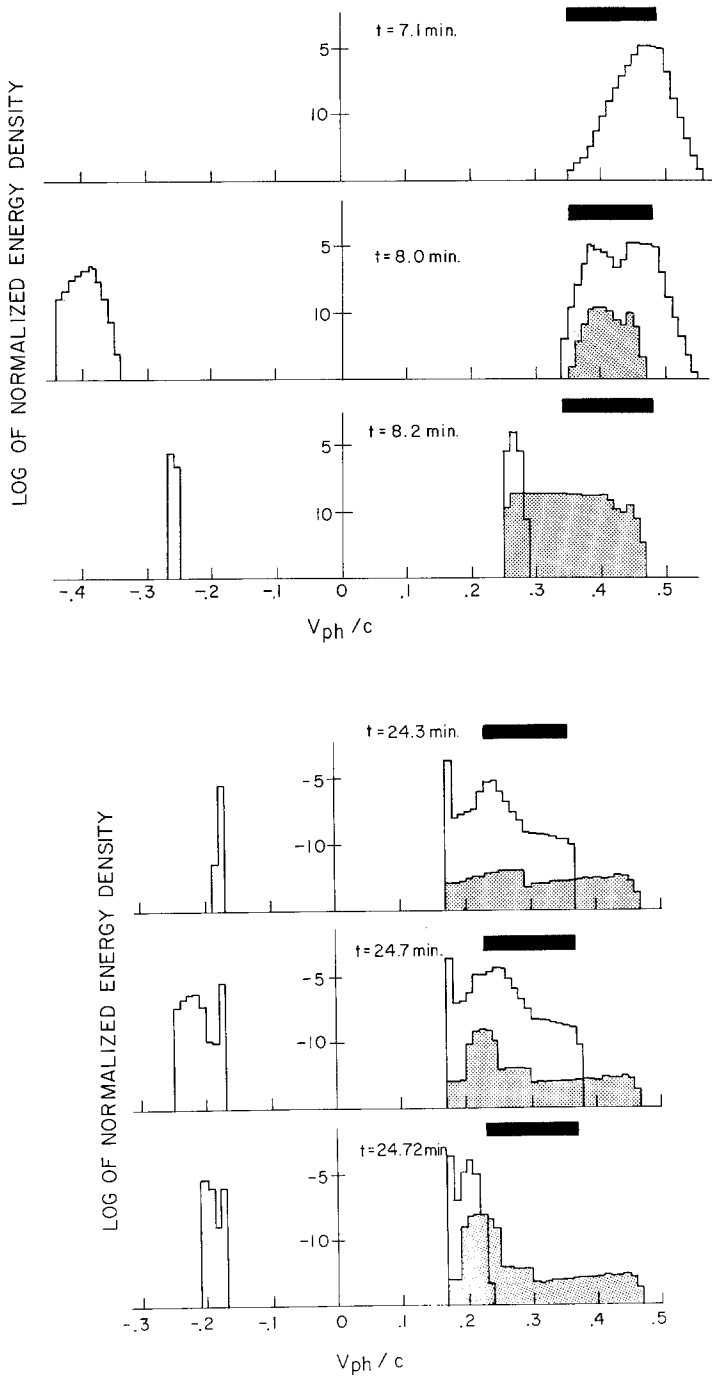 LOG OF NORMALIZED ENERGY DENSITY
t = 7.1 min.
5
10
t = 8.0 min.
5
10
t = 8.2 min.
5
10
-.4 -.3 -.2 -.1 0 .1 .2 .3 .4 .5
Vph /c
LOG OF NORMALIZED ENERGY DENSITY
t = 24.3 min.
-5
-10
t = 24.7 min.
-5
-10
t = 24.72 min
-5
-10
-.3 -.2 -.1 0 .1 .2 .3 .4 .5
Vph /c